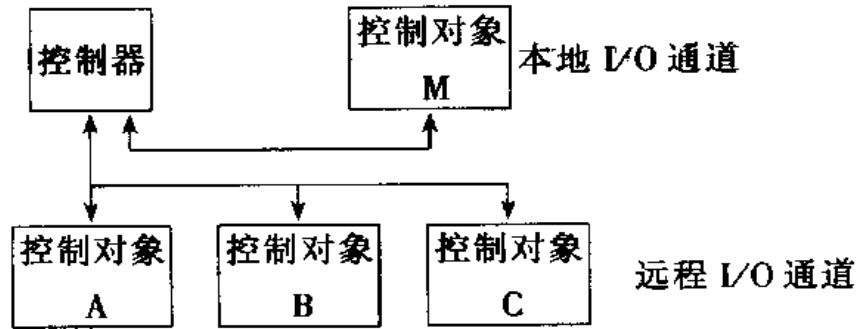 控制器
控制对象
M
本地 I/O 通道
控制对象
A
控制对象
B
控制对象
C
远程 I/O 通道